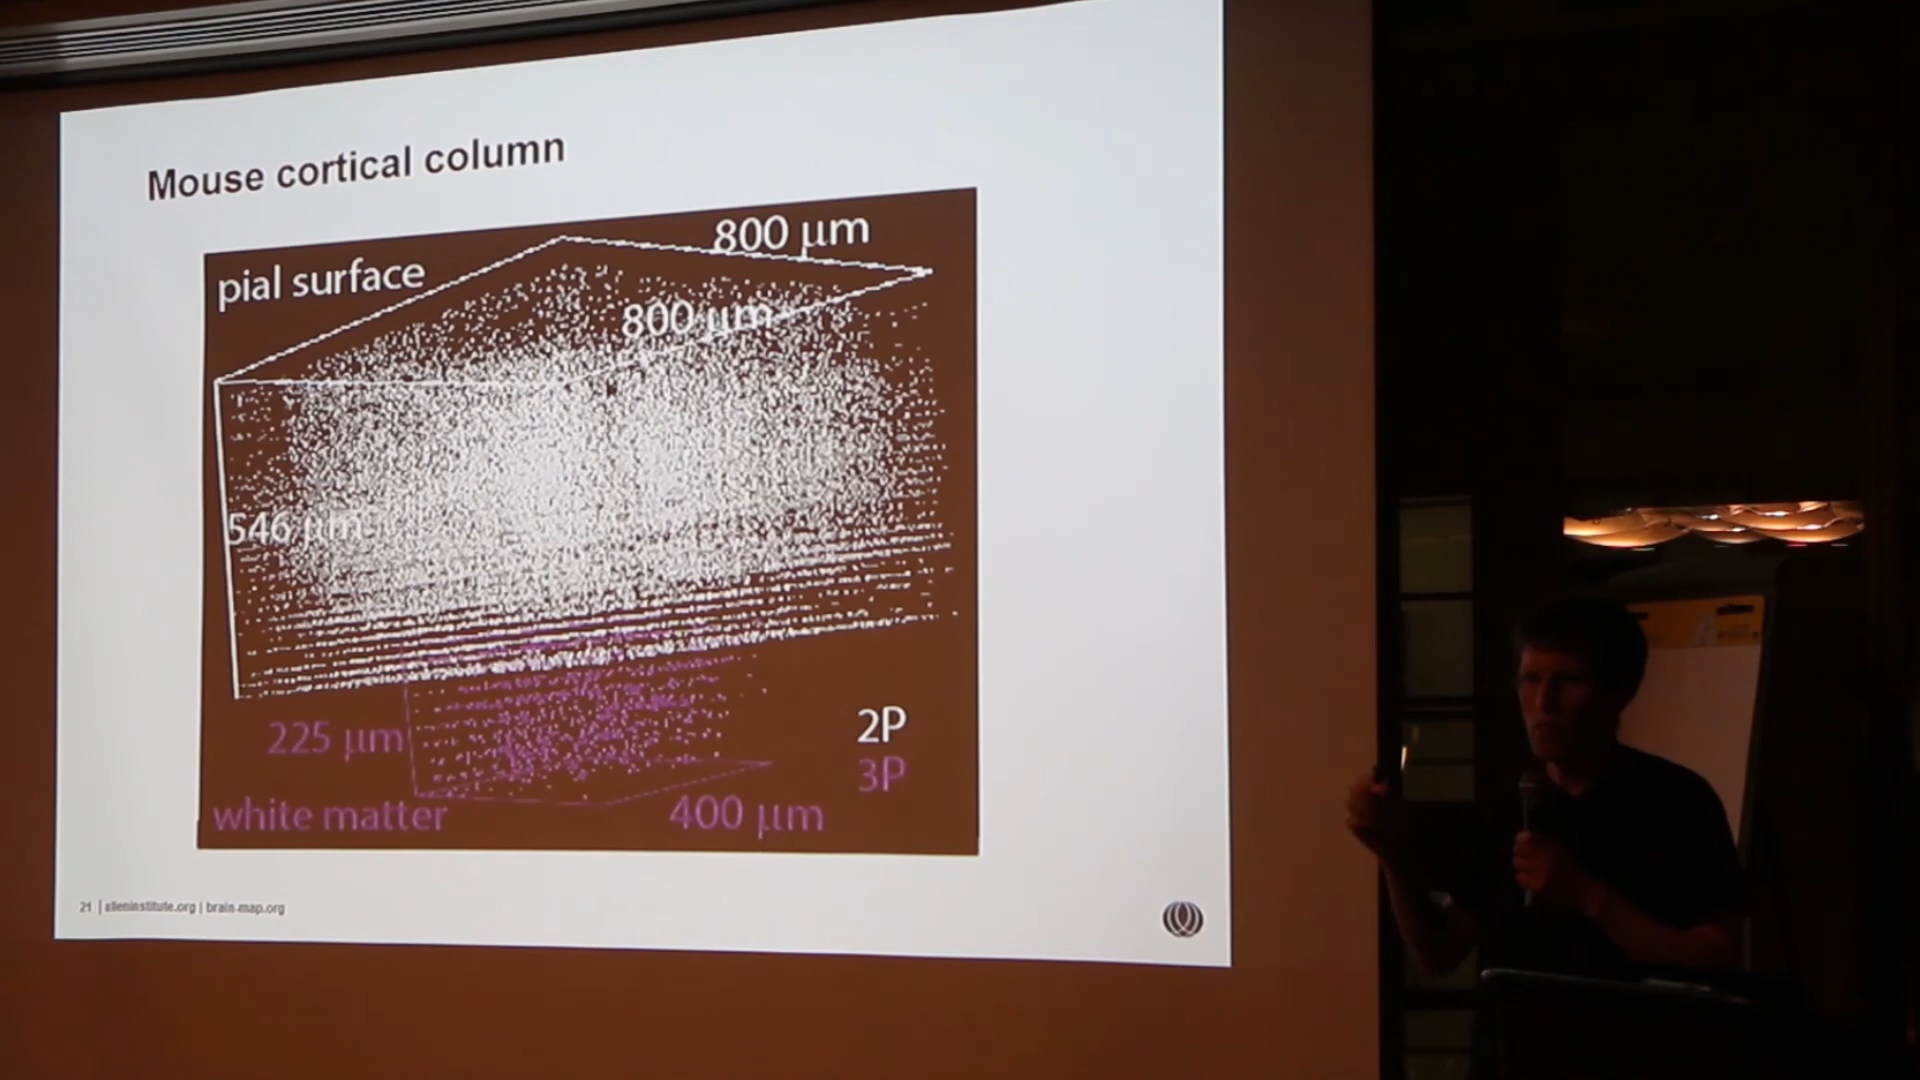 Mouse cortical column
800 µm
pial surface
800 µm
546 µm
225 µm
2P
3P
white matter
400 µm
21 | alleninstitute.org | brain-map.org